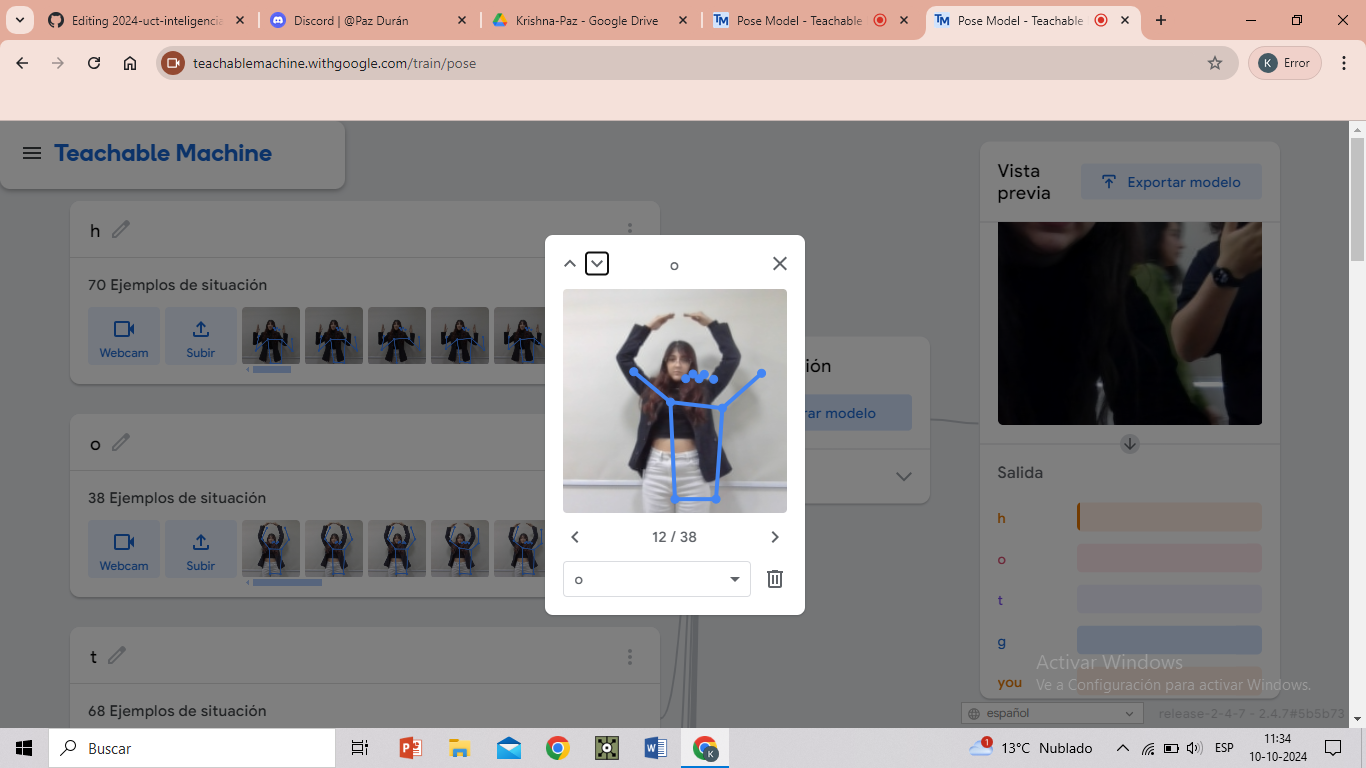 Editing 2024-uct-inteligencia
Discord | @Paz Durán
Krishna-Paz - Google Drive
Pose Model - Teachable
Pose Model - Teachable
teachablemachine.withgoogle.com/train/pose
K
Error
Teachable Machine
h
70 Ejemplos de situación
Webcam
Subir
o
38 Ejemplos de situación
Webcam
Subir
t
68 Ejemplos de situación
o
12 / 38
o
ión
rar modelo
Vista
previa
Exportar modelo
Salida
h
o
t
g
you
Activar Windows
Ve a Configuración para activar Windows.
español
release-2-4-7 - 2.4.7#5b5b73
Buscar
1
13°C Nublado
ESP
11:34
10-10-2024